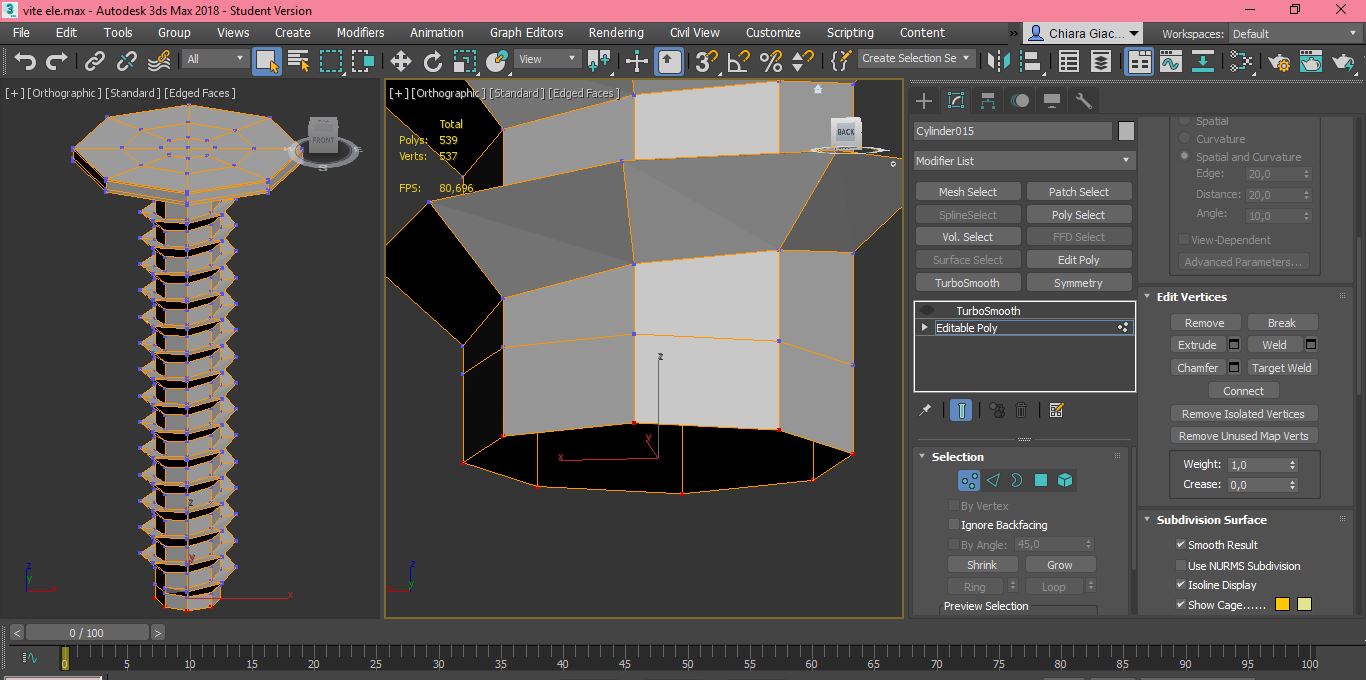 vite ele.max - Autodesk 3ds Max 2018 - Student Version
File Edit Tools Group Views Create Modifiers Animation Graph Editors Rendering Civil View Customize Scripting Content » Chiara Giac... Workspaces: Default
All View 3 Create Selection Se
[+] [Orthographic] [Standard] [Edged Faces]
FRONT
S
z
y
x
z
y
[+] [Orthographic] [Standard] [Edged Faces]
Total
Polys: 539
Verts: 537
FPS: 80,696
BACK
z
y
x
z
y
Cylinder015
Modifier List
Mesh Select Patch Select
SplineSelect Poly Select
Vol. Select FFD Select
Surface Select Edit Poly
TurboSmooth Symmetry
TurboSmooth
Editable Poly
Selection
By Vertex
Ignore Backfacing
By Angle: 45,0
Shrink Grow
Ring Loop
Preview Selection
Spatial
Curvature
Spatial and Curvature
Edge: 20,0
Distance: 20,0
Angle: 10,0
View-Dependent
Advanced Parameters...
Edit Vertices
Remove Break
Extrude Weld
Chamfer Target Weld
Connect
Remove Isolated Vertices
Remove Unused Map Verts
Weight: 1,0
Crease: 0,0
Subdivision Surface
Smooth Result
Use NURMS Subdivision
Isoline Display
Show Cage......
< 0 / 100 >
0 5 10 15 20 25 30 35 40 45 50 55 60 65 70 75 80 85 90 95 100